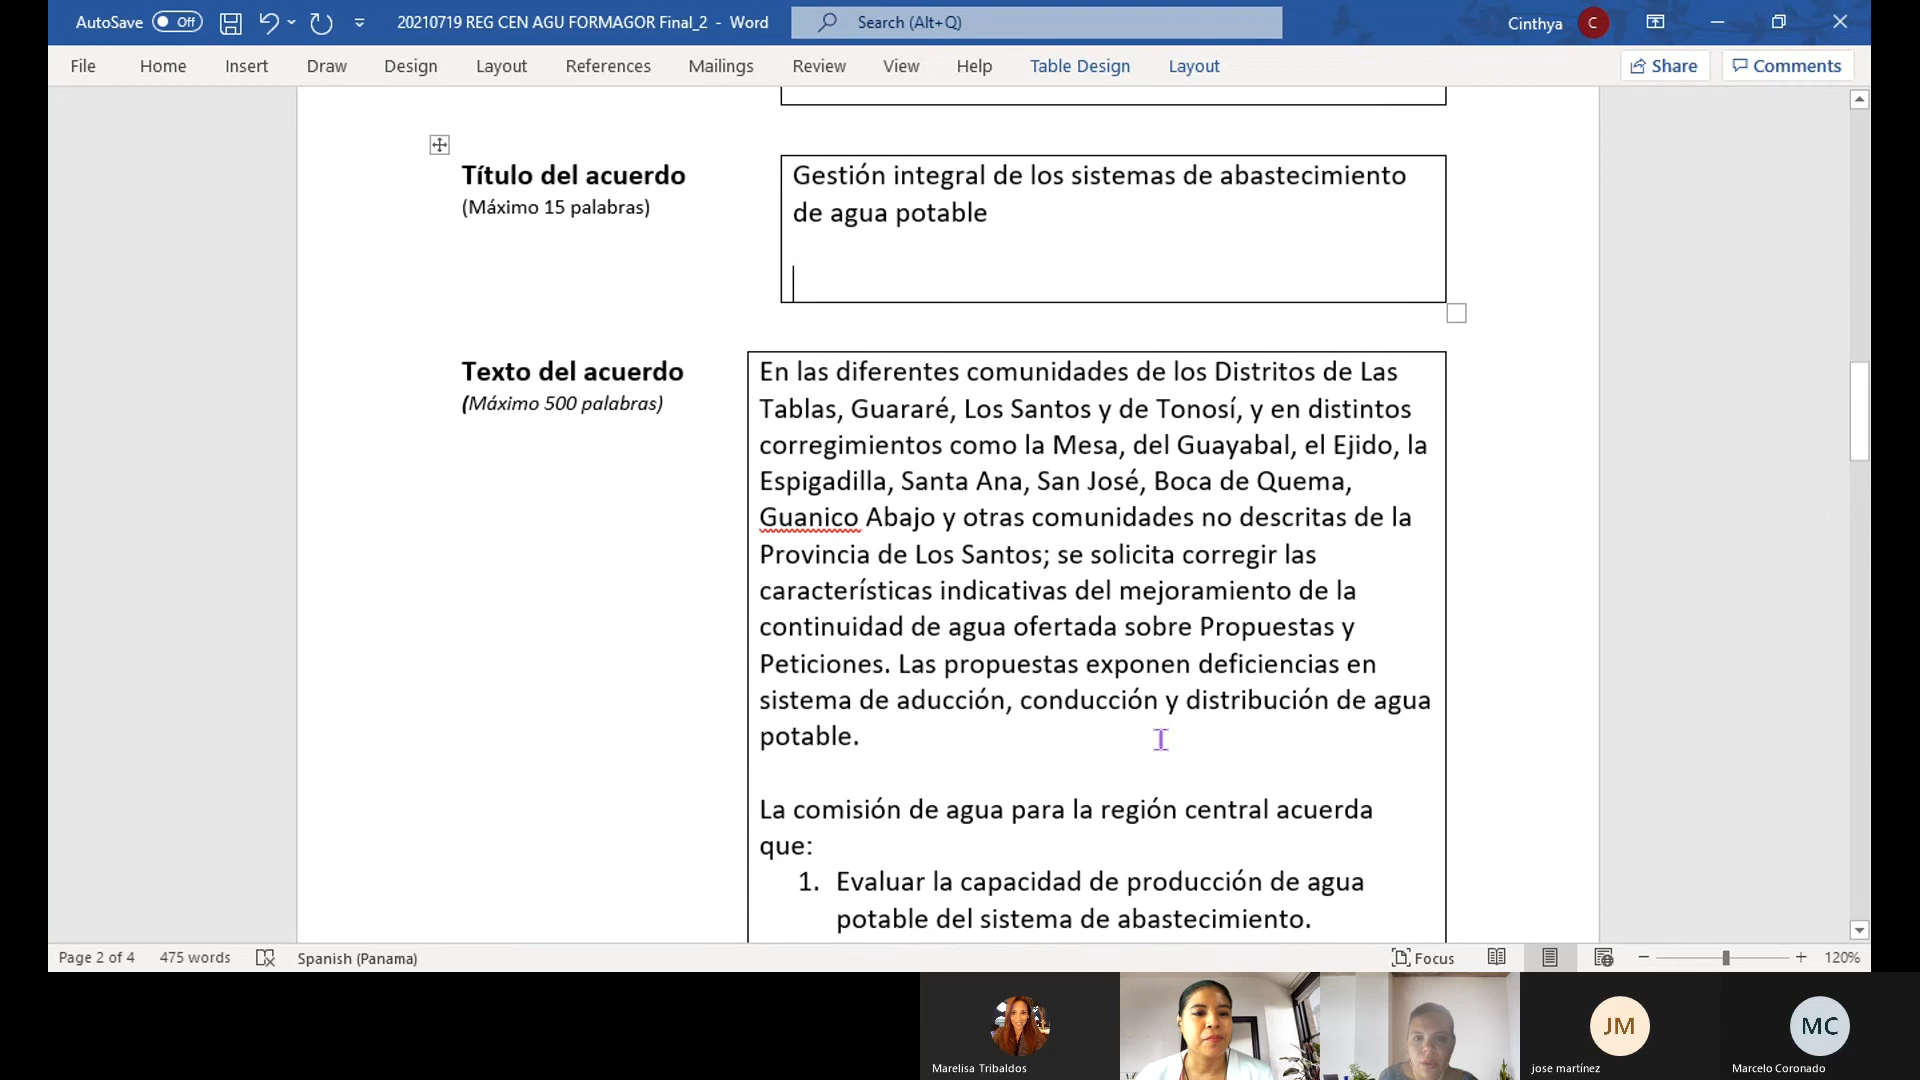 AutoSave Off 20210719 REG CEN AGU FORMAGOR Final_2 - Word Search (Alt+Q) Cinthya C
File Home Insert Draw Design Layout References Mailings Review View Help Table Design Layout Share Comments
Título del acuerdo
(Máximo 15 palabras)
Gestión integral de los sistemas de abastecimiento
de agua potable
Texto del acuerdo
(Máximo 500 palabras)
En las diferentes comunidades de los Distritos de Las
Tablas, Guararé, Los Santos y de Tonosí, y en distintos
corregimientos como la Mesa, del Guayabal, el Ejido, la
Espigadilla, Santa Ana, San José, Boca de Quema,
Guanico Abajo y otras comunidades no descritas de la
Provincia de Los Santos; se solicita corregir las
características indicativas del mejoramiento de la
continuidad de agua ofertada sobre Propuestas y
Peticiones. Las propuestas exponen deficiencias en
sistema de aducción, conducción y distribución de agua
potable.
La comisión de agua para la región central acuerda
que:
1. Evaluar la capacidad de producción de agua
potable del sistema de abastecimiento.
Page 2 of 4 475 words Spanish (Panama) Focus 120%
JM MC
Marelisa Tribaldos jose martínez Marcelo Coronado